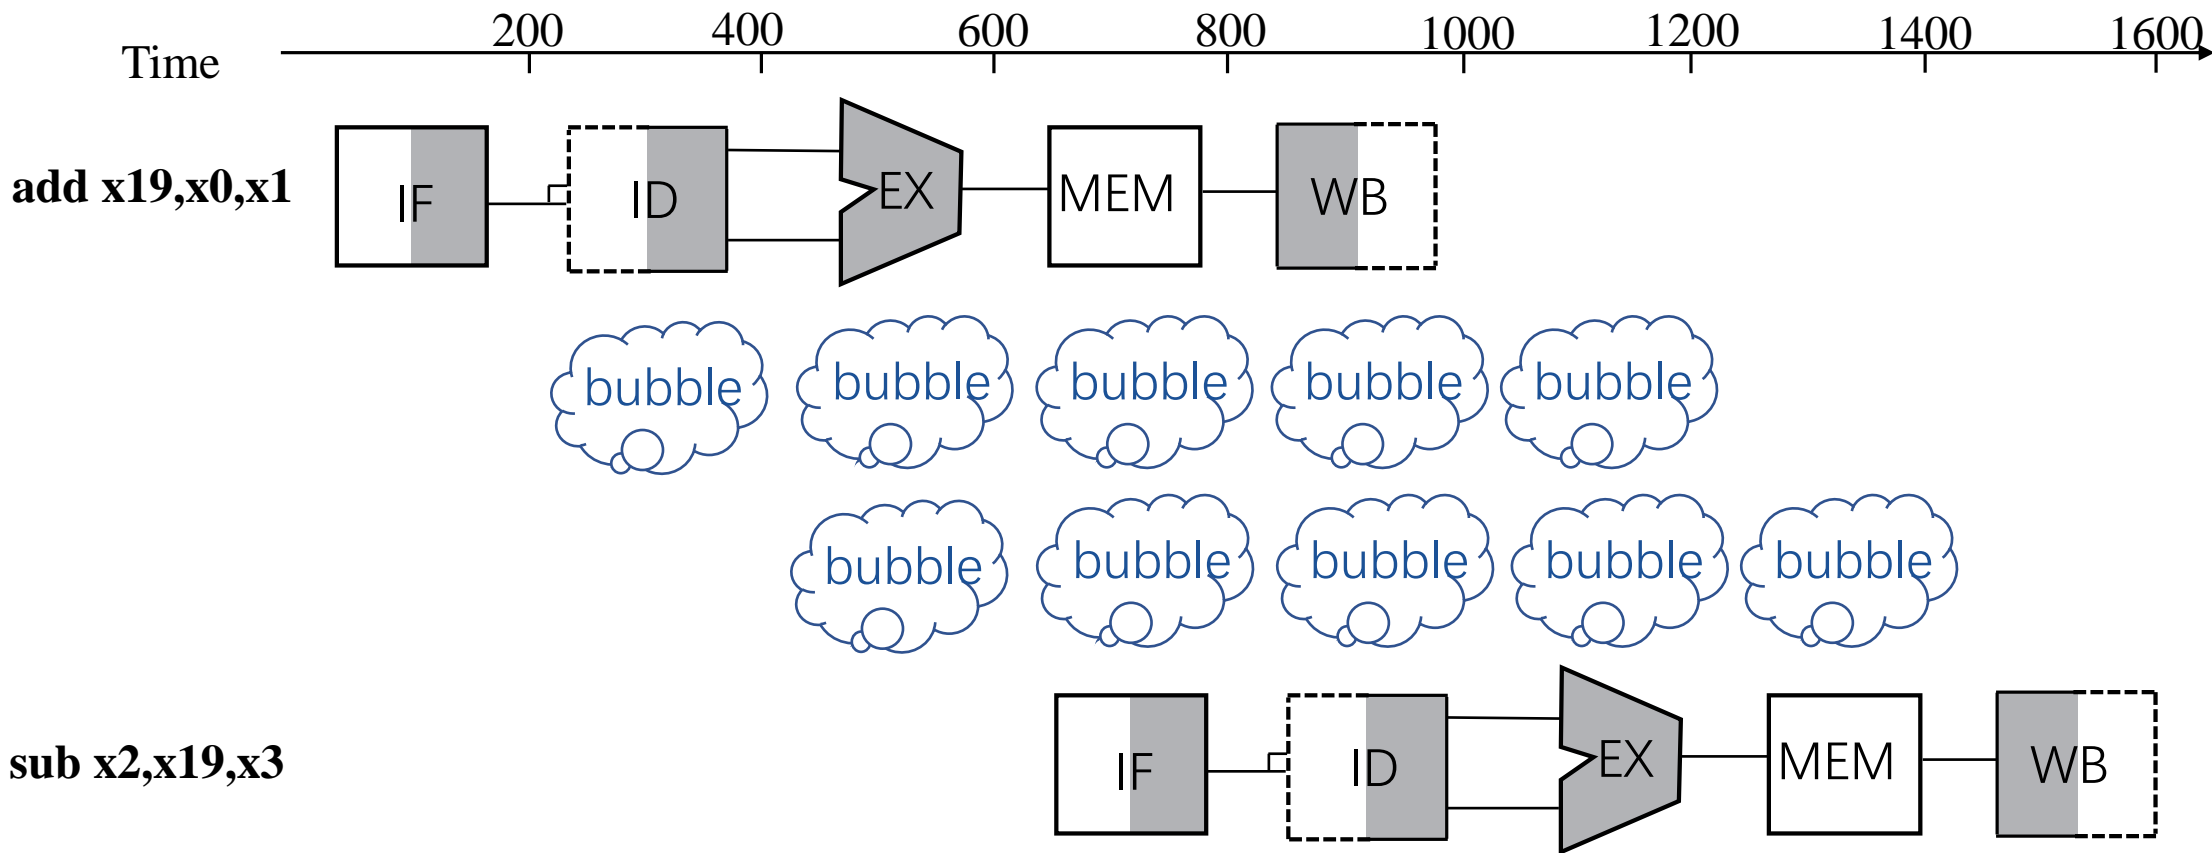 Time 200 400 600 800 1000 1200 1400 1600
add x19,x0,x1 IF ID EX MEM WB
bubble bubble bubble bubble bubble
bubble bubble bubble bubble bubble
sub x2,x19,x3 IF ID EX MEM WB